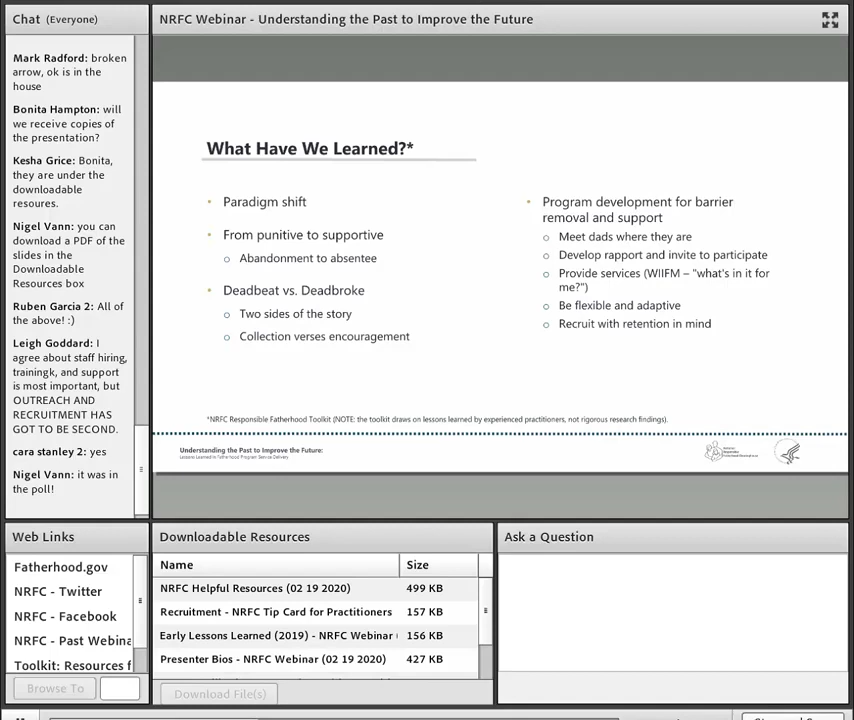 Chat (Everyone)
Mark Radford: broken
arrow, ok is in the
house
Bonita Hampton: will
we receive copies of
the presentation?
Kesha Grice: Bonita,
they are under the
downloadable
resoures.
Nigel Vann: you can
download a PDF of the
slides in the
Downloadable
Resources box
Ruben Garcia 2: All of
the above! :)
Leigh Goddard: I
agree about staff hiring,
trainingk, and support
is most important, but
OUTREACH AND
RECRUITMENT HAS
GOT TO BE SECOND.
cara stanley 2: yes
Nigel Vann: it was in
the poll!
NRFC Webinar - Understanding the Past to Improve the Future
What Have We Learned?*
• Paradigm shift
• From punitive to supportive
o Abandonment to absentee
• Deadbeat vs. Deadbroke
o Two sides of the story
o Collection verses encouragement
• Program development for barrier
removal and support
o Meet dads where they are
o Develop rapport and invite to participate
o Provide services (WIIFM – "what's in it for
me?")
o Be flexible and adaptive
o Recruit with retention in mind
*NRFC Responsible Fatherhood Toolkit (NOTE: the toolkit draws on lessons learned by experienced practitioners, not rigorous research findings).
Understanding the Past to Improve the Future:
Lessons Learned in Fatherhood Program Service Delivery
Web Links
Fatherhood.gov
NRFC - Twitter
NRFC - Facebook
NRFC - Past Webina
Toolkit: Resources f
Browse To
Downloadable Resources
Name Size
NRFC Helpful Resources (02 19 2020) 499 KB
Recruitment - NRFC Tip Card for Practitioners 157 KB
Early Lessons Learned (2019) - NRFC Webinar 156 KB
Presenter Bios - NRFC Webinar (02 19 2020) 427 KB
Download File(s)
Ask a Question